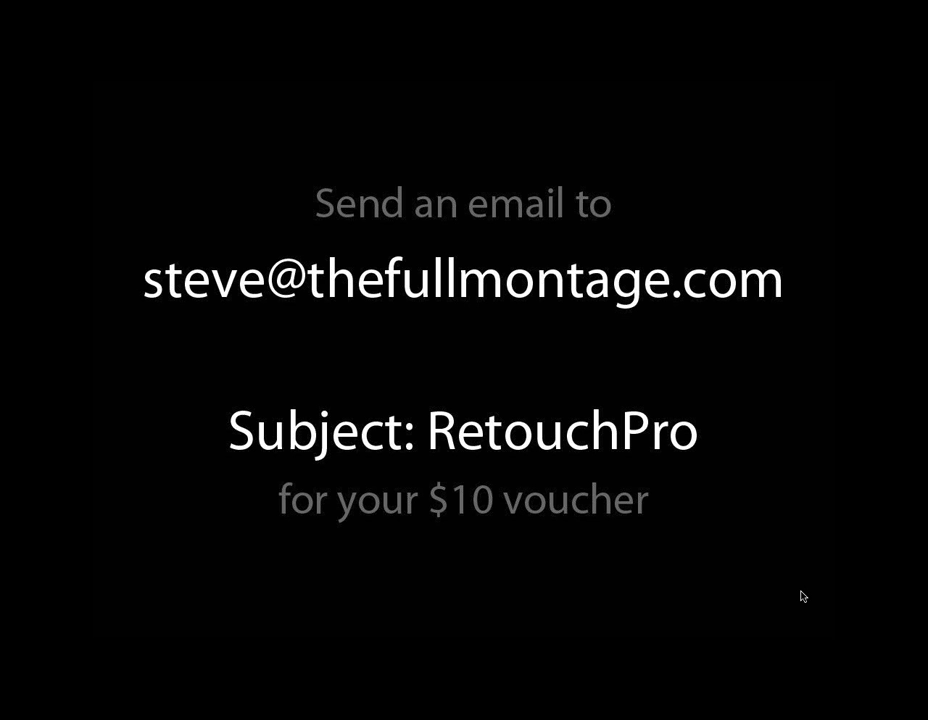 Send an email to
steve@thefullmontage.com
Subject: RetouchPro
for your $10 voucher